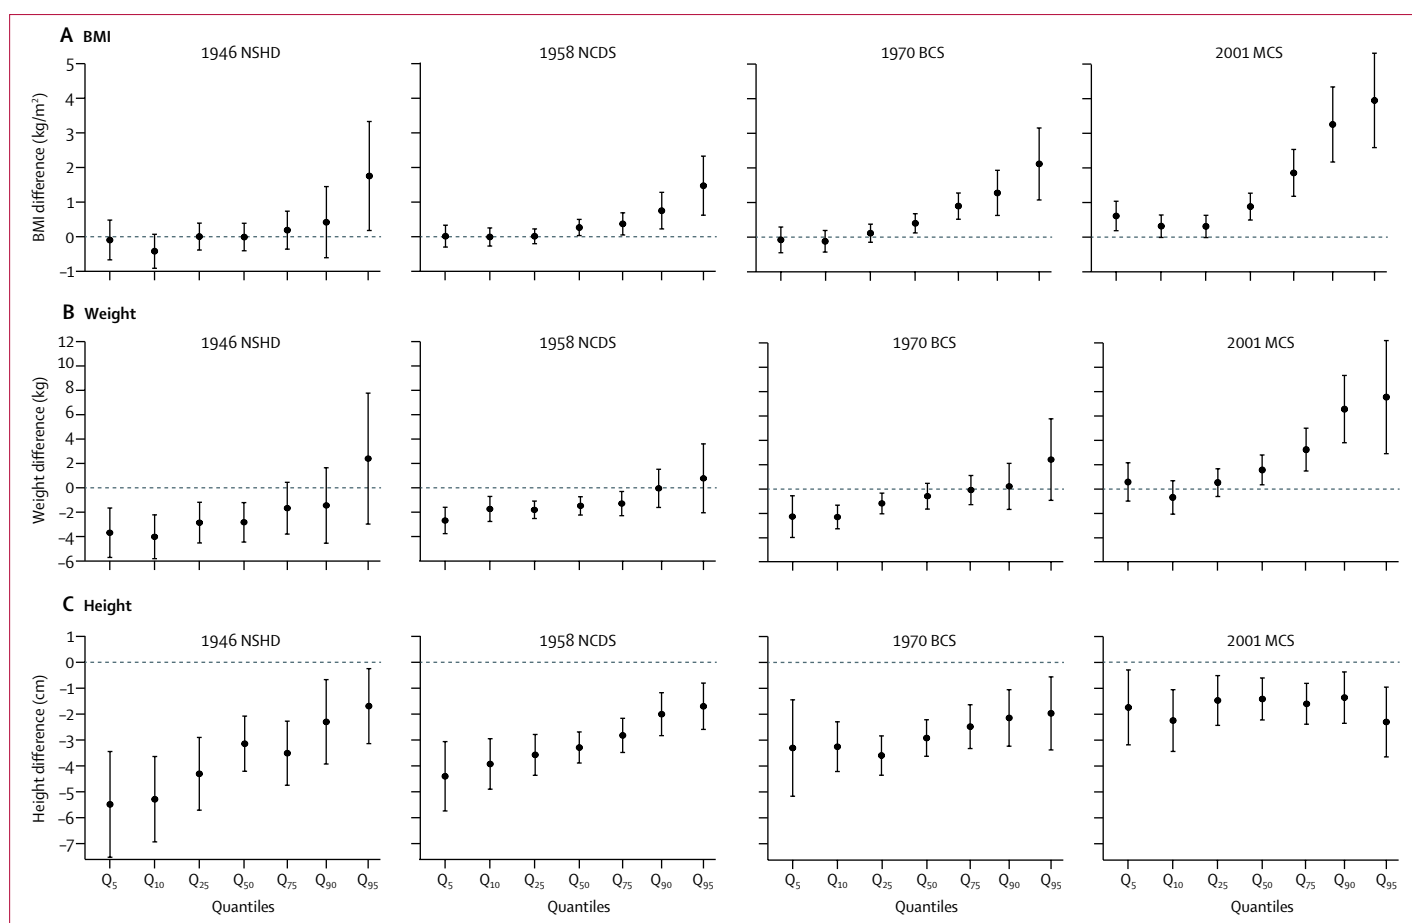 A BMI
1946 NSHD 1958 NCDS 1970 BCS 2001 MCS
BMI difference (kg/m²)
5
4
3
2
1
0
–1
B Weight
1946 NSHD 1958 NCDS 1970 BCS 2001 MCS
Weight difference (kg)
12
10
8
6
4
2
0
–2
–4
–6
C Height
1946 NSHD 1958 NCDS 1970 BCS 2001 MCS
Height difference (cm)
1
0
–1
–2
–3
–4
–5
–6
–7
Q₅ Q₁₀ Q₂₅ Q₅₀ Q₇₅ Q₉₀ Q₉₅ Q₅ Q₁₀ Q₂₅ Q₅₀ Q₇₅ Q₉₀ Q₉₅ Q₅ Q₁₀ Q₂₅ Q₅₀ Q₇₅ Q₉₀ Q₉₅ Q₅ Q₁₀ Q₂₅ Q₅₀ Q₇₅ Q₉₀ Q₉₅
Quantiles Quantiles Quantiles Quantiles